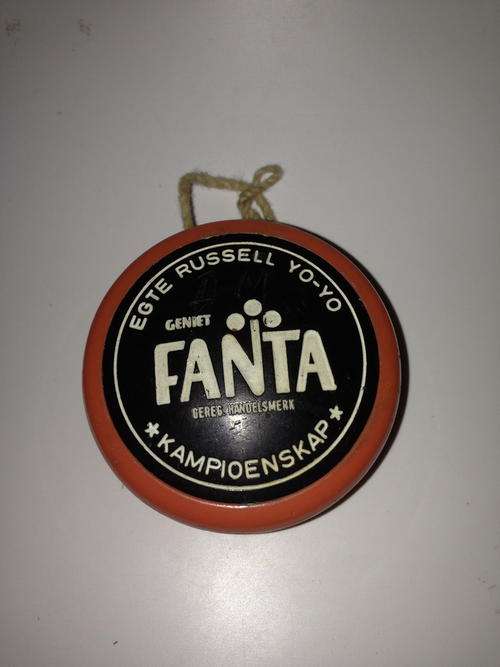 EGTE RUSSELL YO-YO
GENIET
FANTA
GEREG HANDELSMERK
★KAMPIOENSKAP★